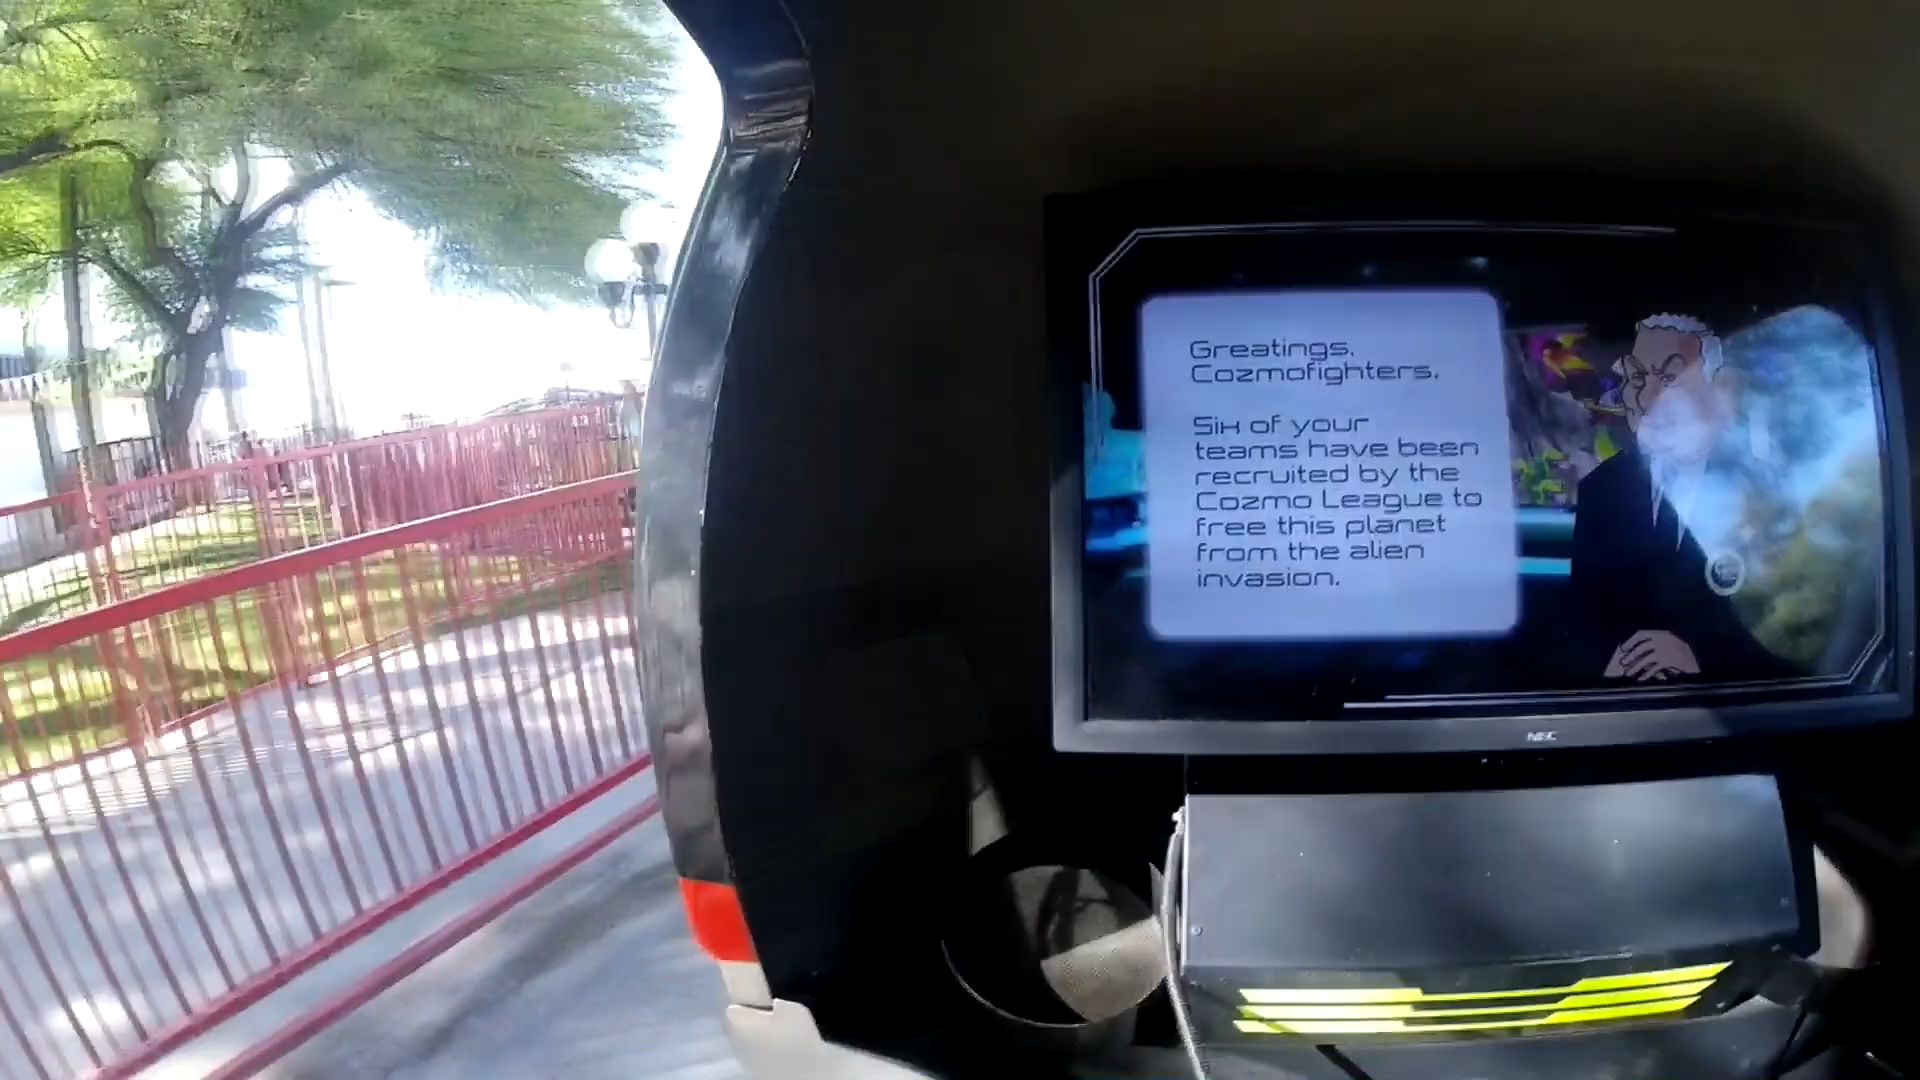 Greatings,
Cozmofighters.
Six of your
teams have been
recruited by the
Cozmo League to
free this planet
from the alien
invasion.
NEC